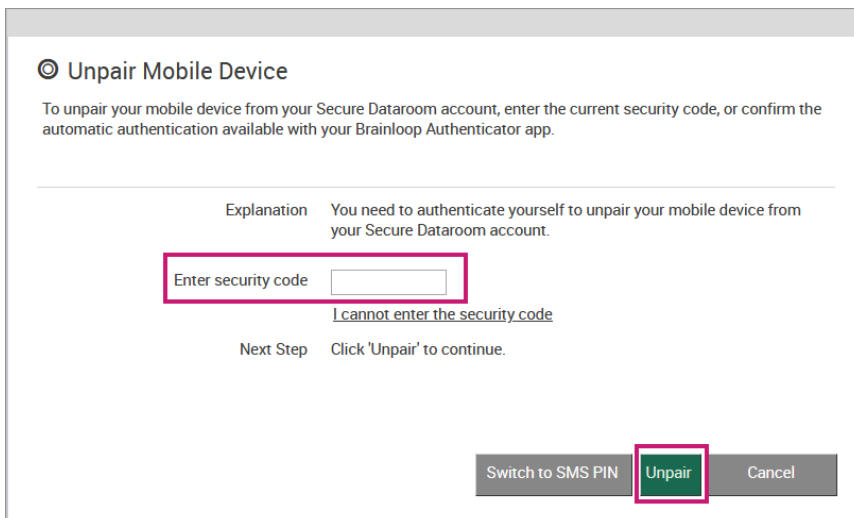 Unpair Mobile Device
To unpair your mobile device from your Secure Dataroom account, enter the current security code, or confirm the
automatic authentication available with your Brainloop Authenticator app.
Explanation You need to authenticate yourself to unpair your mobile device from
your Secure Dataroom account.
Enter security code
I cannot enter the security code
Next Step Click 'Unpair' to continue.
Switch to SMS PIN Unpair Cancel